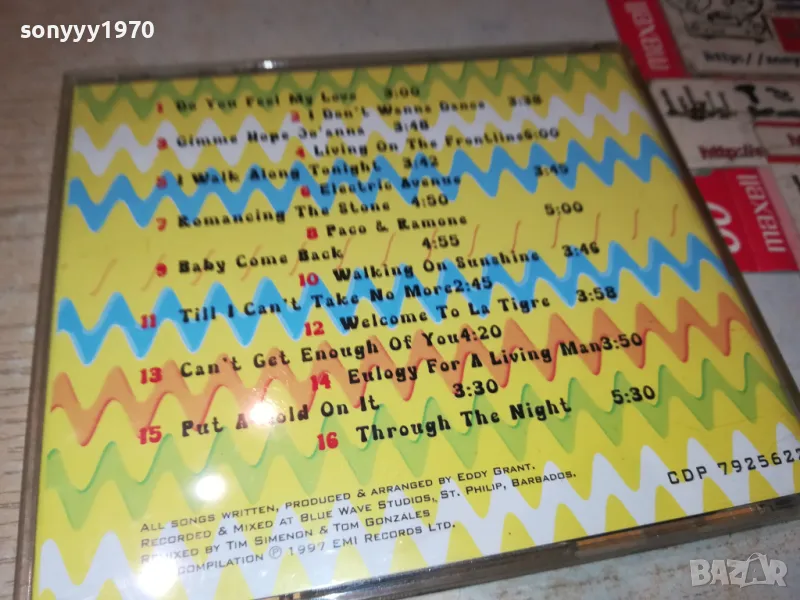 sonyyy1970
1 Do You Feel My Love 3:00
2 I Don't Wanna Dance 3:38
3 Gimme Hope Jo'anna 3:48
4 Living On The Frontline 6:00
5 I Walk Along Tonight 3:42
6 Electric Avenue 3:45
7 Romancing The Stone 4:50
8 Paco & Ramone 5:00
9 Baby Come Back 4:55
10 Walking On Sunshine 3:46
11 Till I Can't Take No More 2:45
12 Welcome To La Tigre 3:58
13 Can't Get Enough Of You 4:20
14 Eulogy For A Living Man 3:50
15 Put A Hold On It 3:30
16 Through The Night 5:30
All songs written, produced & arranged by Eddy Grant.
Recorded & Mixed at Blue Wave Studios, St. Philip, Barbados.
Remixed by Tim Simenon & Tom Gonzales
Compilation ℗ 1997 EMI Records Ltd.
CDP 7925622
maxell
maxell
BAZAR